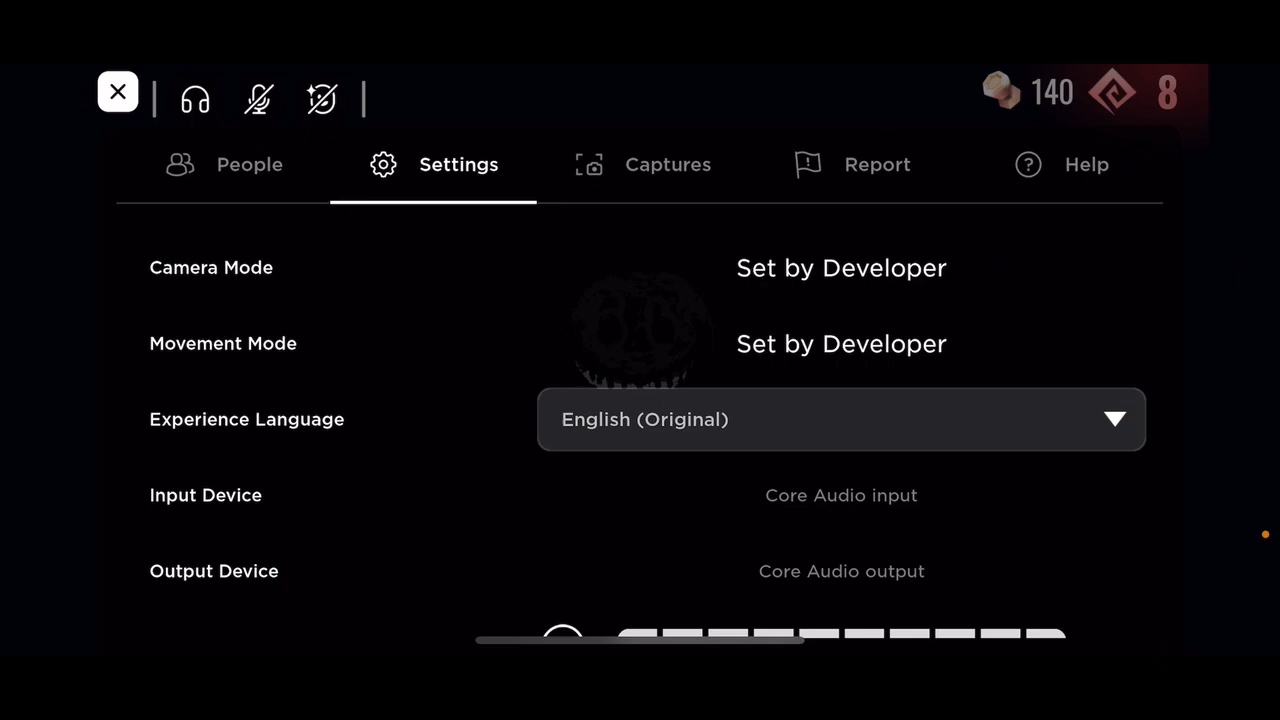 140
8
People
Settings
Captures
Report
Help
Camera Mode
Set by Developer
Movement Mode
Set by Developer
Experience Language
English (Original)
Input Device
Core Audio input
Output Device
Core Audio output